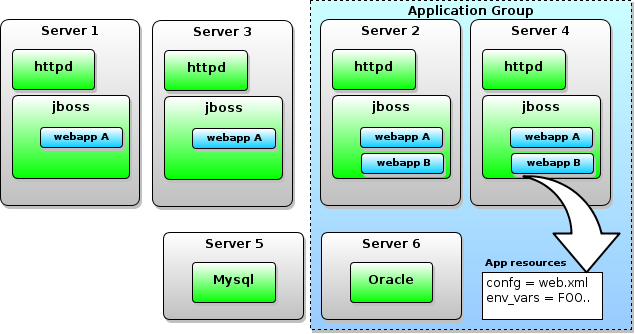 Application Group
Server 1
httpd
jboss
webapp A
Server 3
httpd
jboss
webapp A
Server 2
httpd
jboss
webapp A
webapp B
Server 4
httpd
jboss
webapp A
webapp B
Server 5
Mysql
Server 6
Oracle
App resources
confg = web.xml
env_vars = FOO..